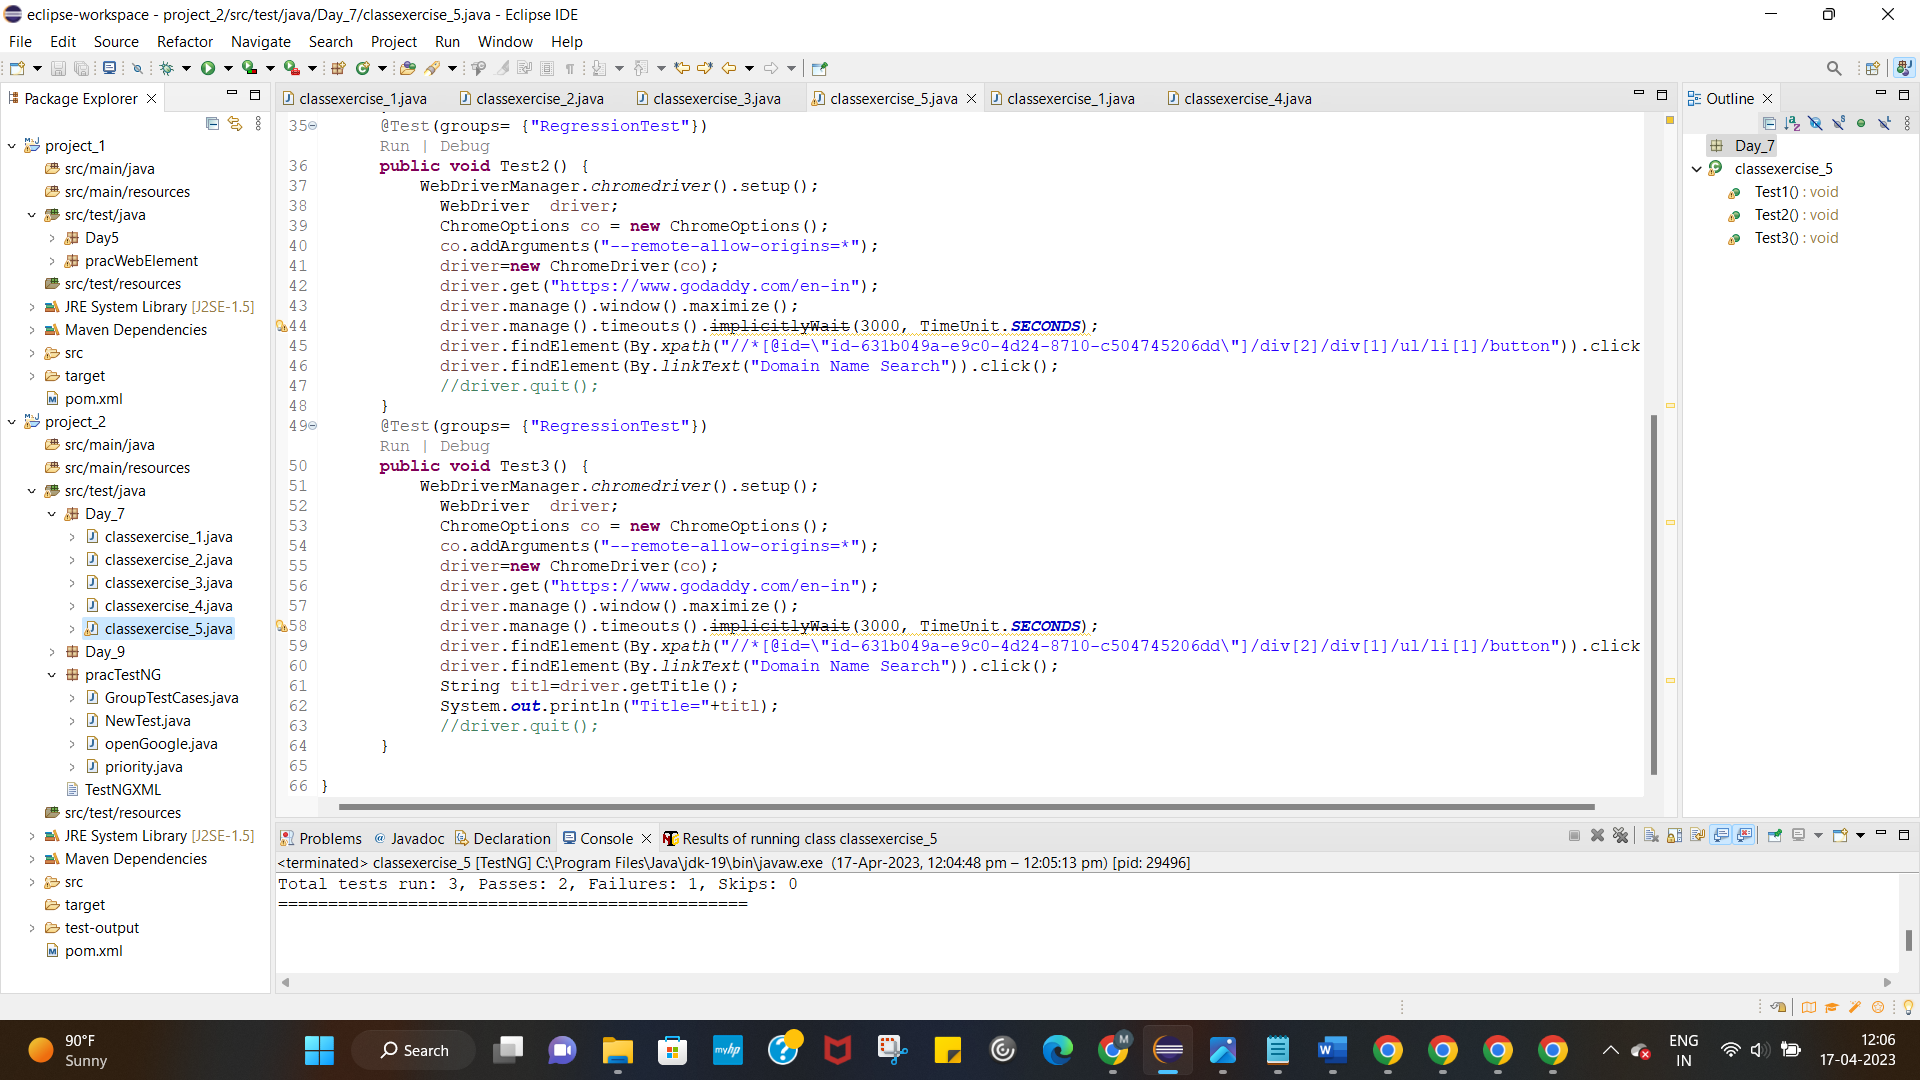 eclipse-workspace - project_2/src/test/java/Day_7/classexercise_5.java - Eclipse IDE
File Edit Source Refactor Navigate Search Project Run Window Help
Package Explorer
classexercise_1.java classexercise_2.java classexercise_3.java classexercise_5.java classexercise_1.java classexercise_4.java
Outline
project_1
src/main/java
src/main/resources
src/test/java
Day5
pracWebElement
src/test/resources
JRE System Library [J2SE-1.5]
Maven Dependencies
src
target
pom.xml
project_2
src/main/java
src/main/resources
src/test/java
Day_7
classexercise_1.java
classexercise_2.java
classexercise_3.java
classexercise_4.java
classexercise_5.java
Day_9
pracTestNG
GroupTestCases.java
NewTest.java
openGoogle.java
priority.java
TestNGXML
src/test/resources
JRE System Library [J2SE-1.5]
Maven Dependencies
src
target
test-output
pom.xml
35 @Test(groups= {"RegressionTest"})
Run | Debug
36 public void Test2() {
37 WebDriverManager.chromedriver().setup();
38 WebDriver driver;
39 ChromeOptions co = new ChromeOptions();
40 co.addArguments("--remote-allow-origins=*");
41 driver=new ChromeDriver(co);
42 driver.get("https://www.godaddy.com/en-in");
43 driver.manage().window().maximize();
44 driver.manage().timeouts().implicitlyWait(3000, TimeUnit.SECONDS);
45 driver.findElement(By.xpath("//*[@id=\"id-631b049a-e9c0-4d24-8710-c504745206dd\"]/div[2]/div[1]/ul/li[1]/button")).click
46 driver.findElement(By.linkText("Domain Name Search")).click();
47 //driver.quit();
48 }
49 @Test(groups= {"RegressionTest"})
Run | Debug
50 public void Test3() {
51 WebDriverManager.chromedriver().setup();
52 WebDriver driver;
53 ChromeOptions co = new ChromeOptions();
54 co.addArguments("--remote-allow-origins=*");
55 driver=new ChromeDriver(co);
56 driver.get("https://www.godaddy.com/en-in");
57 driver.manage().window().maximize();
58 driver.manage().timeouts().implicitlyWait(3000, TimeUnit.SECONDS);
59 driver.findElement(By.xpath("//*[@id=\"id-631b049a-e9c0-4d24-8710-c504745206dd\"]/div[2]/div[1]/ul/li[1]/button")).click
60 driver.findElement(By.linkText("Domain Name Search")).click();
61 String titl=driver.getTitle();
62 System.out.println("Title="+titl);
63 //driver.quit();
64 }
65
66 }
Day_7
classexercise_5
Test1() : void
Test2() : void
Test3() : void
Problems Javadoc Declaration Console Results of running class classexercise_5
<terminated> classexercise_5 [TestNG] C:\Program Files\Java\jdk-19\bin\javaw.exe (17-Apr-2023, 12:04:48 pm – 12:05:13 pm) [pid: 29496]
Total tests run: 3, Passes: 2, Failures: 1, Skips: 0
===============================================
90°F
Sunny
Search
myhp
M
ENG
IN
12:06
17-04-2023